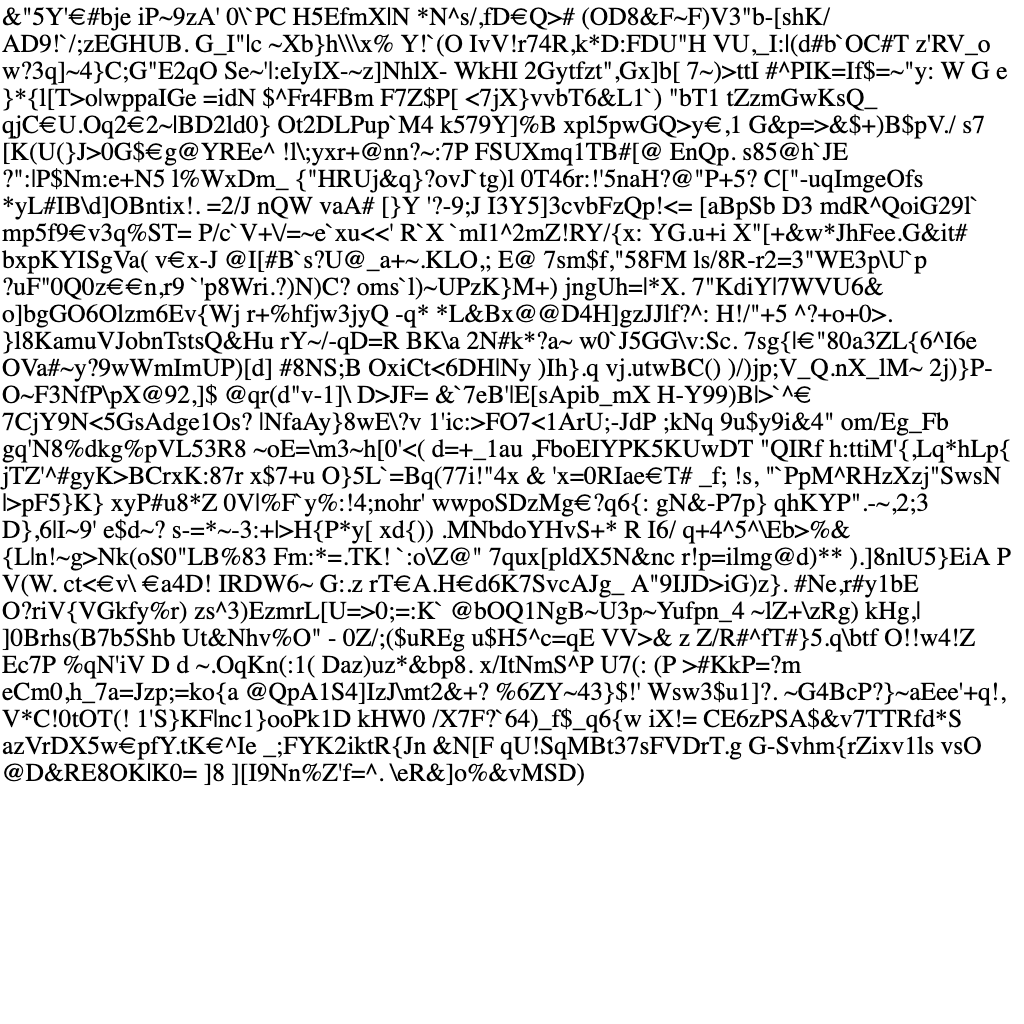 &"5Y'€#bje iP~9zA' 0\`PC H5EfmX|N *N^s/,fD€Q># (OD8&F~F)V3"b-[shK/
AD9!`/;zEGHUB. G_I"|c ~Xb}h\\\x% Y!`(O IvV!r74R,k*D:FDU"H VU,_I:|(d#b`OC#T z'RV_o
w?3q]~4}C;G"E2qO Se~'|:eIyIX-~z]NhlX- WkHI 2Gytfzt",Gx]b[ 7~)>ttI #^PIK=If$=~"y: W G e
}*{l[T>o|wppaIGe =idN $^Fr4FBm F7Z$P[ <7jX}vvbT6&L1`) "bT1 tZzmGwKsQ_
qjC€U.Oq2€2~|BD2ld0} Ot2DLPup`M4 k579Y]%B xpl5pwGQ>y€,1 G&p=>&$+)B$pV./ s7
[K(U(}J>0G$€g@YREe^ !l\;yxr+@nn?~:7P FSUXmq1TB#[@ EnQp. s85@h`JE
?":|P$Nm:e+N5 l%WxDm_ {"HRUj&q}?ovJ`tg)l 0T46r:!'5naH?@"P+5? C["-uqImgeOfs
*yL#IB\d]OBntix!. =2/J nQW vaA# [}Y '?-9;J I3Y5]3cvbFzQp!<= [aBpSb D3 mdR^QoiG29l`
mp5f9€v3q%ST= P/c`V+\/=~e`xu<<' R`X `mI1^2mZ!RY/{x: YG.u+i X"[+&w*JhFee.G&it#
bxpKYISgVa( v€x-J @I[#B`s?U@_a+~.KLO,; E@ 7sm$f,"58FM ls/8R-r2=3"WE3p\U`p
?uF"0Q0z€€n,r9 `'p8Wri.?)N)C? oms`l)~UPzK}M+) jngUh=|*X. 7"KdiY|7WVU6&
o]bgGO6Olzm6Ev{Wj r+%hfjw3jyQ -q* *L&Bx@@D4H]gzJJlf?^: H!/"+5 ^?+o+0>.
}l8KamuVJobnTstsQ&Hu rY~/-qD=R BK\a 2N#k*?a~ w0`J5GG\v:Sc. 7sg{|€"80a3ZL{6^I6e
OVa#~y?9wWmImUP)[d] #8NS;B OxiCt<6DH|Ny )Ih}.q vj.utwBC() )/)jp;V_Q.nX_lM~ 2j)}P-
O~F3NfP\pX@92,]$ @qr(d"v-1]\ D>JF= &`7eB'|E[sApib_mX H-Y99)B|>`^€
7CjY9N<5GsAdge1Os? |NfaAy}8wE\?v 1'ic:>FO7<1ArU;-JdP ;kNq 9u$y9i&4" om/Eg_Fb
gq'N8%dkg%pVL53R8 ~oE=\m3~h[0'<( d=+_1au ,FboEIYPK5KUwDT "QIRf h:ttiM'{,Lq*hLp{
jTZ'^#gyK>BCrxK:87r x$7+u O}5L`=Bq(77i!"4x & 'x=0RIae€T# _f; !s, "`PpM^RHzXzj"SwsN
|>pF5}K} xyP#u8*Z 0V|%F`y%:!4;nohr' wwpoSDzMg€?q6{: gN&-P7p} qhKYP".-~,2;3
D},6|I~9' e$d~? s-=*~-3:+|>H{P*y[ xd{)) .MNbdoYHvS+* R I6/ q+4^5^\Eb>%&
{L|n!~g>Nk(oS0"LB%83 Fm:*=.TK! `:o\Z@" 7qux[pldX5N&nc r!p=ilmg@d)** ).]8nlU5}EiA P
V(W. ct<€v\ €a4D! IRDW6~ G:.z rT€A.H€d6K7SvcAJg_ A"9IJD>iG)z}. #Ne,r#y1bE
O?riV{VGkfy%r) zs^3)EzmrL[U=>0;=:K` @bOQ1NgB~U3p~Yufpn_4 ~lZ+\zRg) kHg,|
]0Brhs(B7b5Shb Ut&Nhv%O" - 0Z/;($uREg u$H5^c=qE VV>& z Z/R#^fT#}5.q\btf O!!w4!Z
Ec7P %qN'iV D d ~.OqKn(:1( Daz)uz*&bp8. x/ItNmS^P U7(: (P >#KkP=?m
eCm0,h_7a=Jzp;=ko{a @QpA1S4]IzJ\mt2&+? %6ZY~43}$!' Wsw3$u1]?. ~G4BcP?}~aEee'+q!,
V*C!0tOT(! 1'S}KF|nc1}ooPk1D kHW0 /X7F?`64)_f$_q6{w iX!= CE6zPSA$&v7TTRfd*S
azVrDX5w€pfY.tK€^Ie _;FYK2iktR{Jn &N[F qU!SqMBt37sFVDrT.g G-Svhm{rZixv1ls vsO
@D&RE8OK|K0= ]8 ][I9Nn%Z'f=^. \eR&]o%&vMSD)